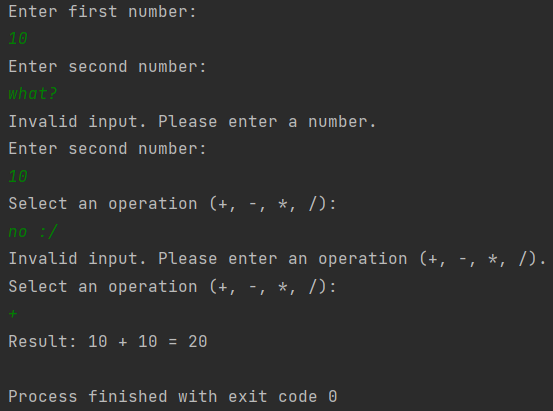 Enter first number:
10
Enter second number:
what?
Invalid input. Please enter a number.
Enter second number:
10
Select an operation (+, -, *, /):
no :/
Invalid input. Please enter an operation (+, -, *, /).
Select an operation (+, -, *, /):
+
Result: 10 + 10 = 20
Process finished with exit code 0